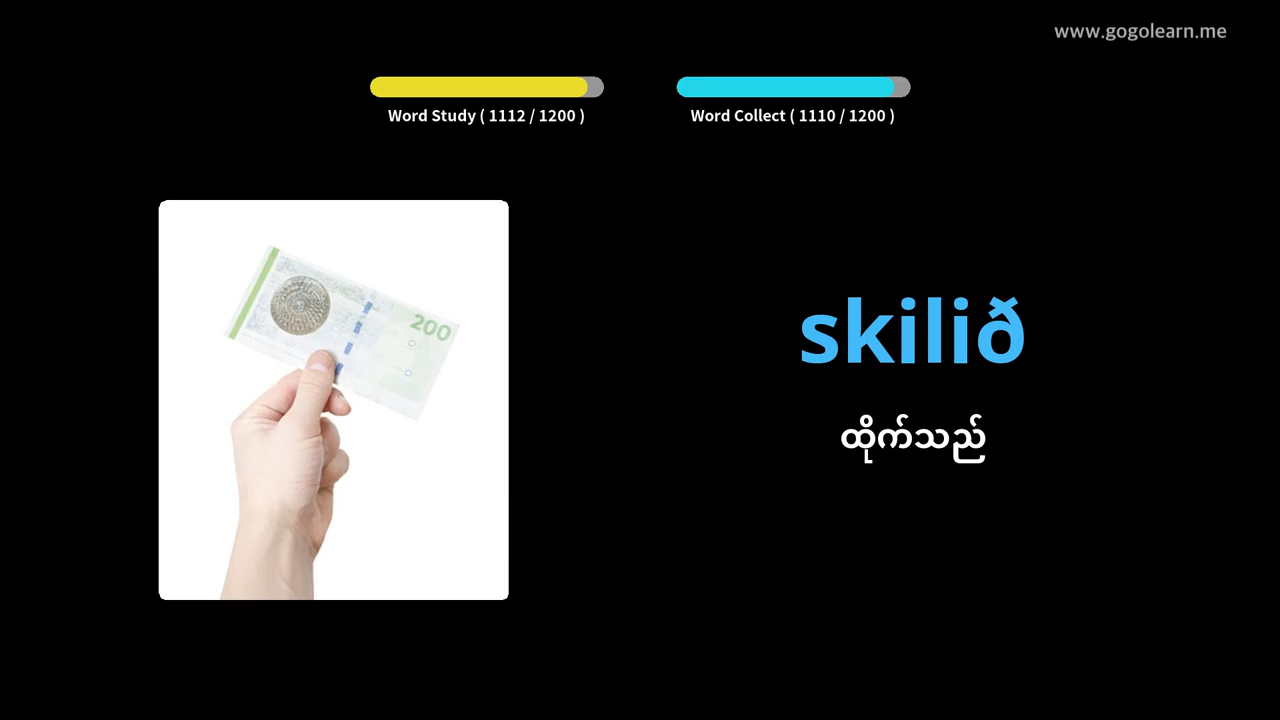 www.gogolearn.me
Word Study ( 1112 / 1200 )
Word Collect ( 1110 / 1200 )
200
skilið
ထိုက်သည်